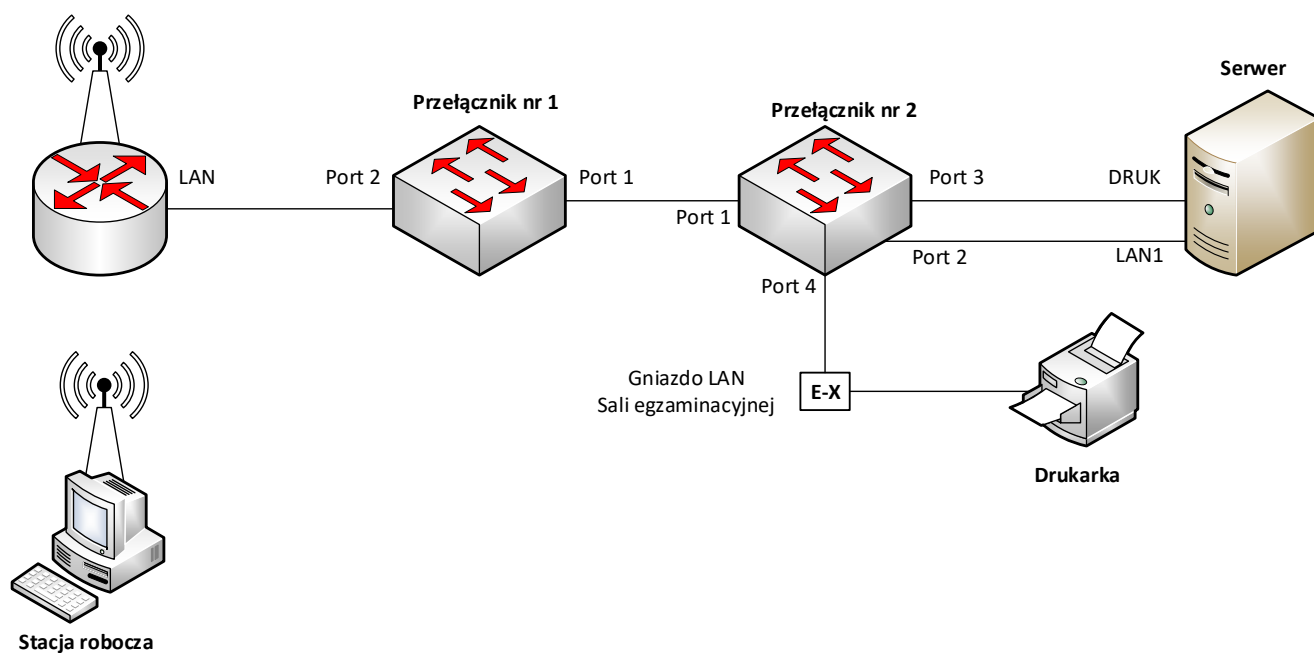 Serwer
Przełącznik nr 1
Przełącznik nr 2
LAN
Port 2
Port 1
Port 1
Port 3
DRUK
Port 2
LAN1
Port 4
Gniazdo LAN
Sali egzaminacyjnej
E-X
Drukarka
Stacja robocza